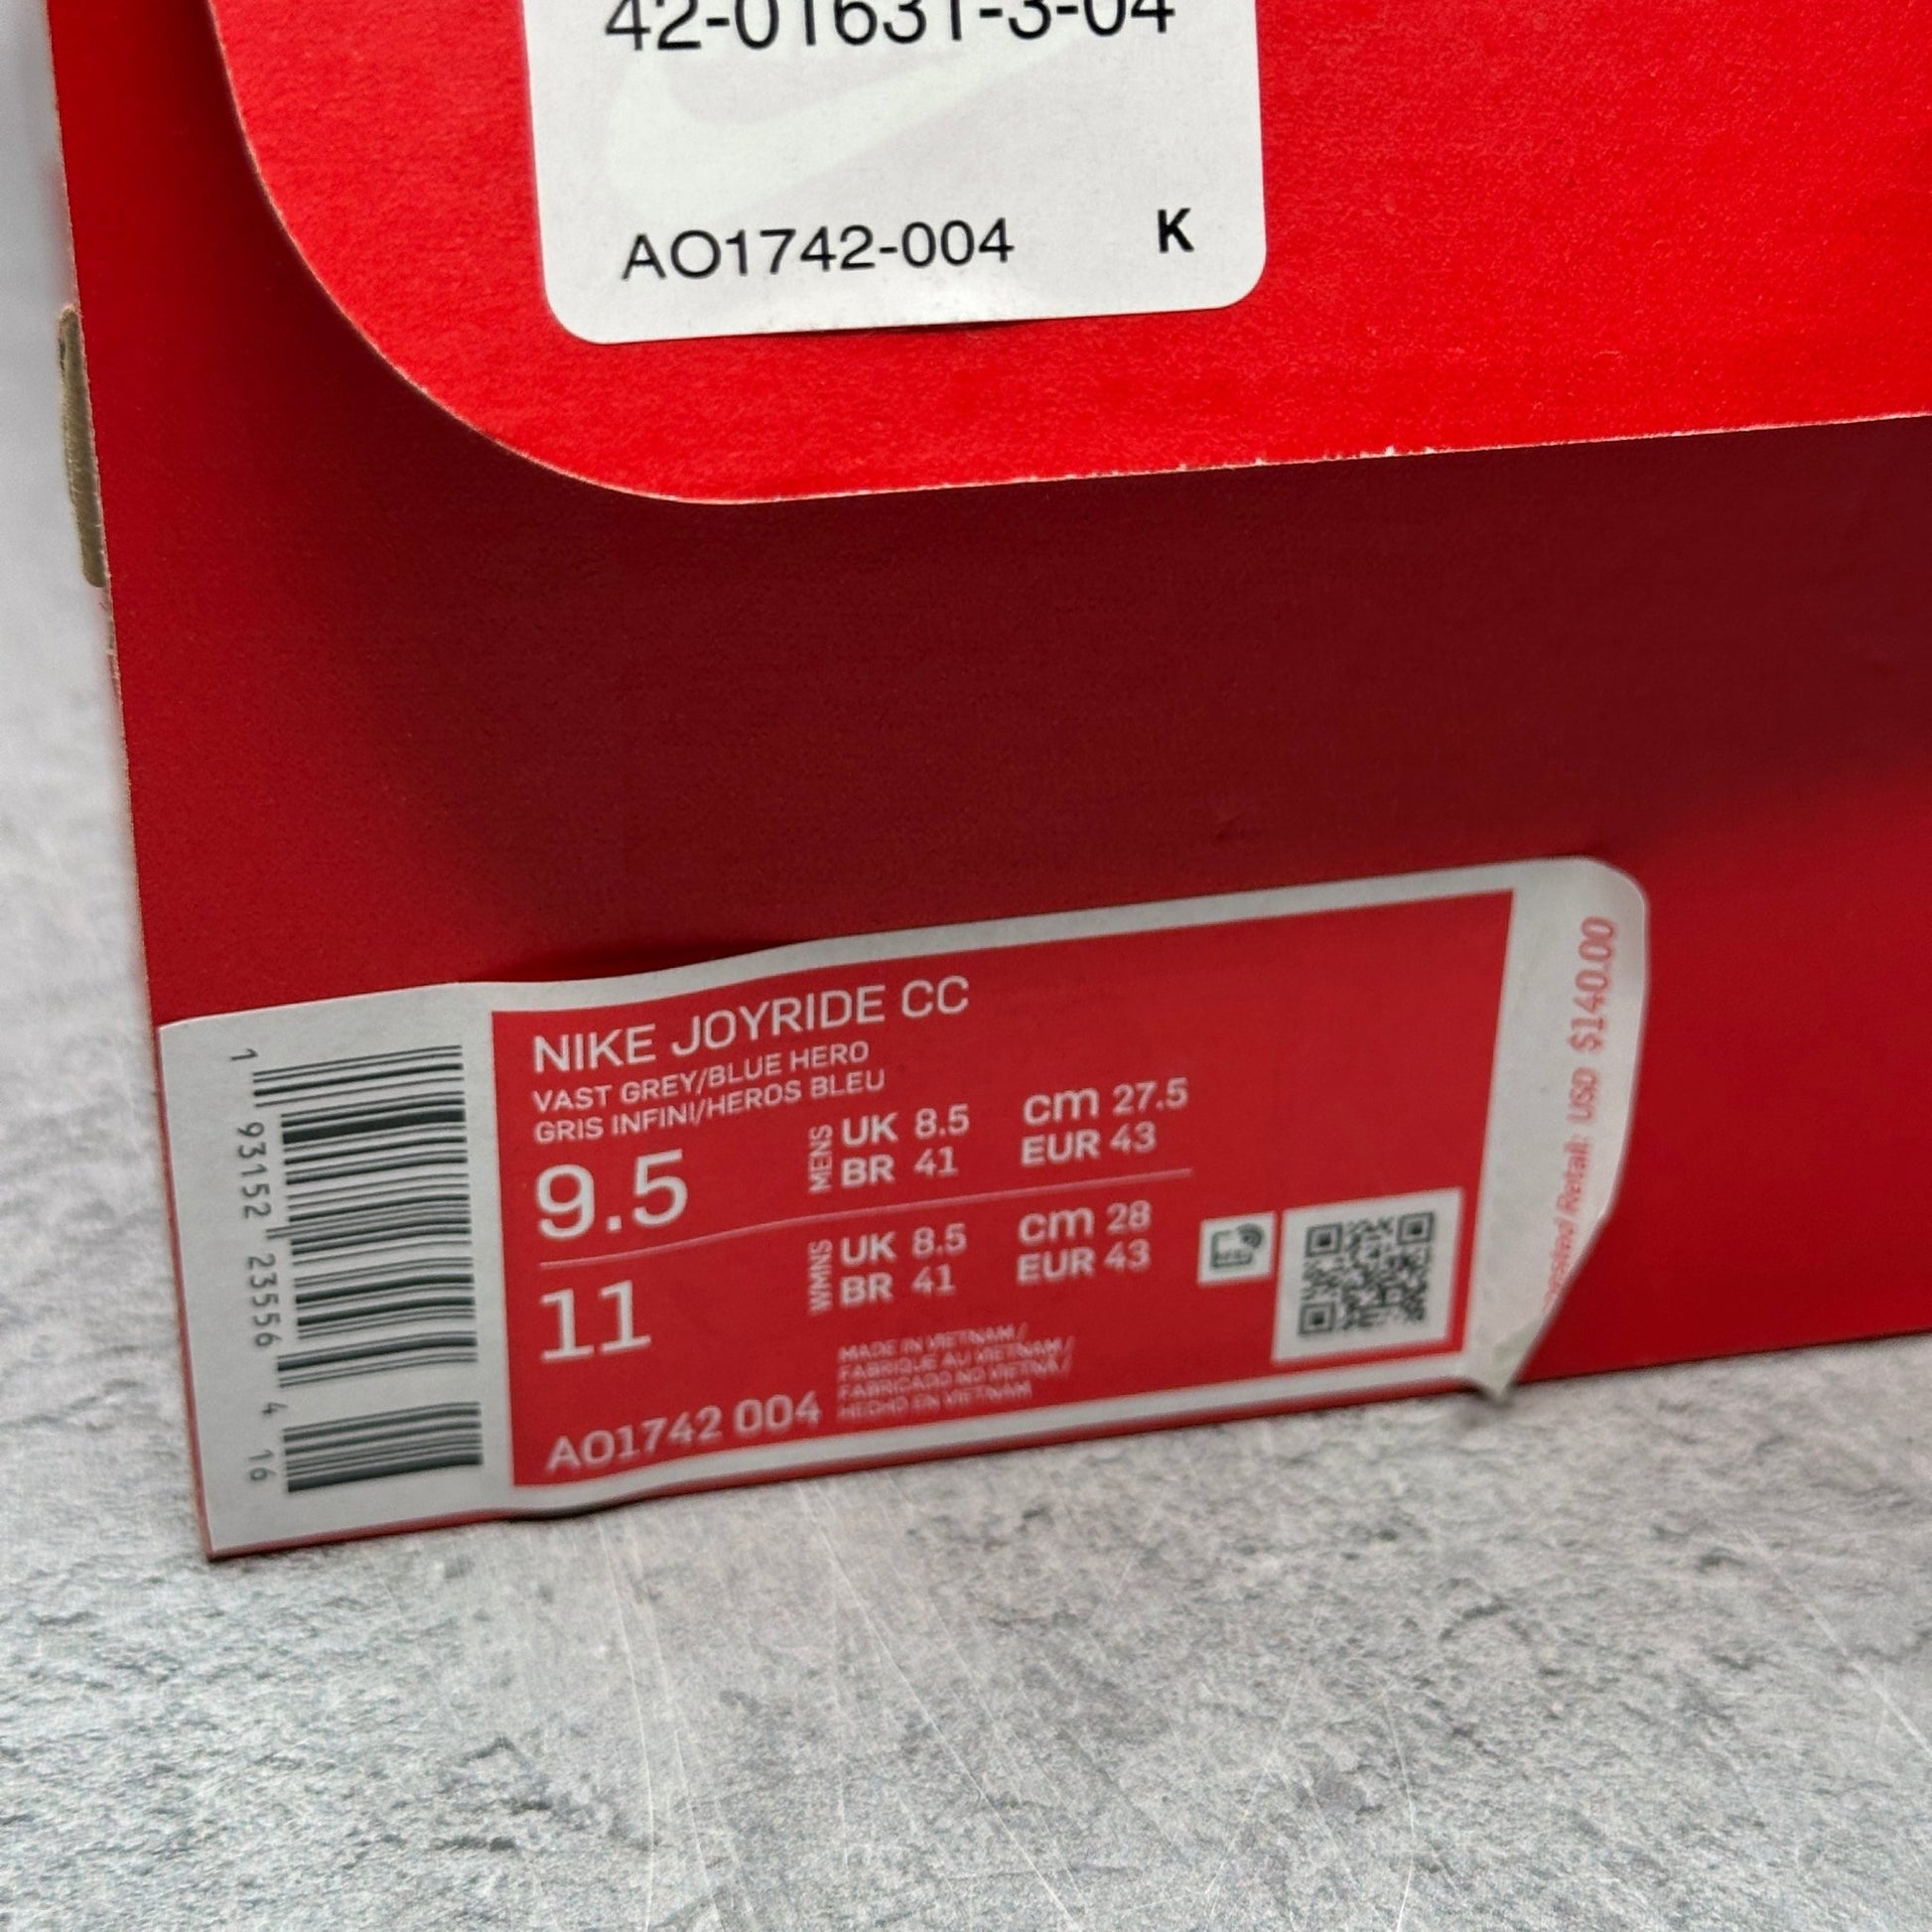 42-01631-3-04
AO1742-004 K
NIKE JOYRIDE CC
VAST GREY/BLUE HERO
GRIS INFINI/HEROS BLEU
9.5 MENS UK 8.5 cm 27.5
BR 41 EUR 43
11 WMNS UK 8.5 cm 28
BR 41 EUR 43
AO1742 004
MADE IN VIETNAM /
FABRIQUE AU VIETNAM /
FABRICADO NO VIETNÃ /
HECHO EN VIETNAM
1 93152 23556 4 16
Retail: USD $140.00